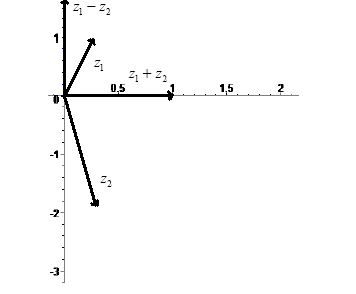 z₁ − z₂
1
z₁
z₁ + z₂
0 0,5 1 1,5 2
-1
z₂
-2
-3